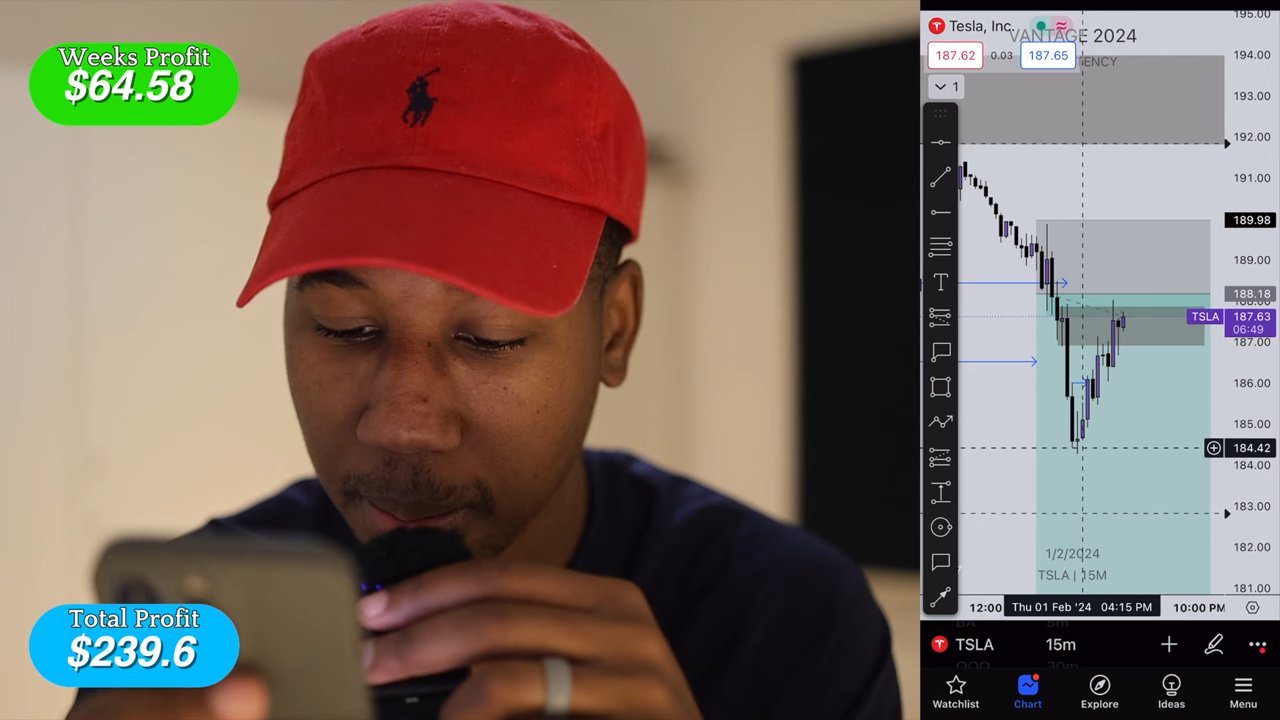 Weeks Profit
$64.58
Total Profit
$239.6
Tesla, Inc
VANTAGE 2024
TENCY
187.62
0.03
187.65
1
195.00
194.00
193.00
192.00
191.00
189.98
189.00
188.18
TSLA
187.63
06:49
187.00
186.00
185.00
184.42
184.00
183.00
182.00
181.00
1/2/2024
TSLA | 15M
12:00
Thu 01 Feb '24 04:15 PM
10:00 PM
TSLA
15m
30m
Watchlist
Chart
Explore
Ideas
Menu